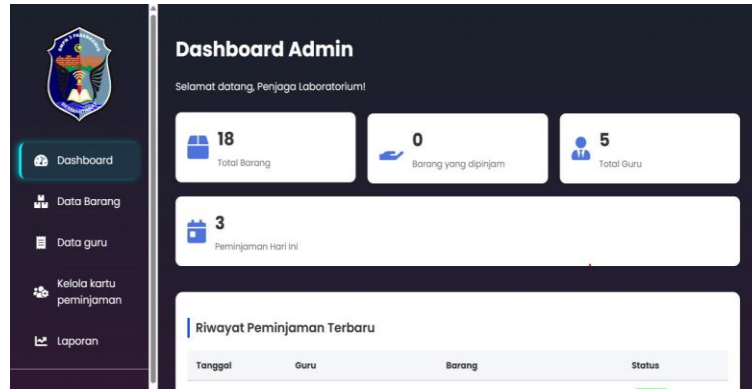 Dashboard
Data Barang
Data guru
Kelola kartu
peminjaman
Laporan
Dashboard Admin
Selamat datang, Penjaga Laboratorium!
18
Total Barang
0
Barang yang dipinjam
5
Total Guru
3
Peminjaman Hari Ini
Riwayat Peminjaman Terbaru
Tanggal Guru Barang Status